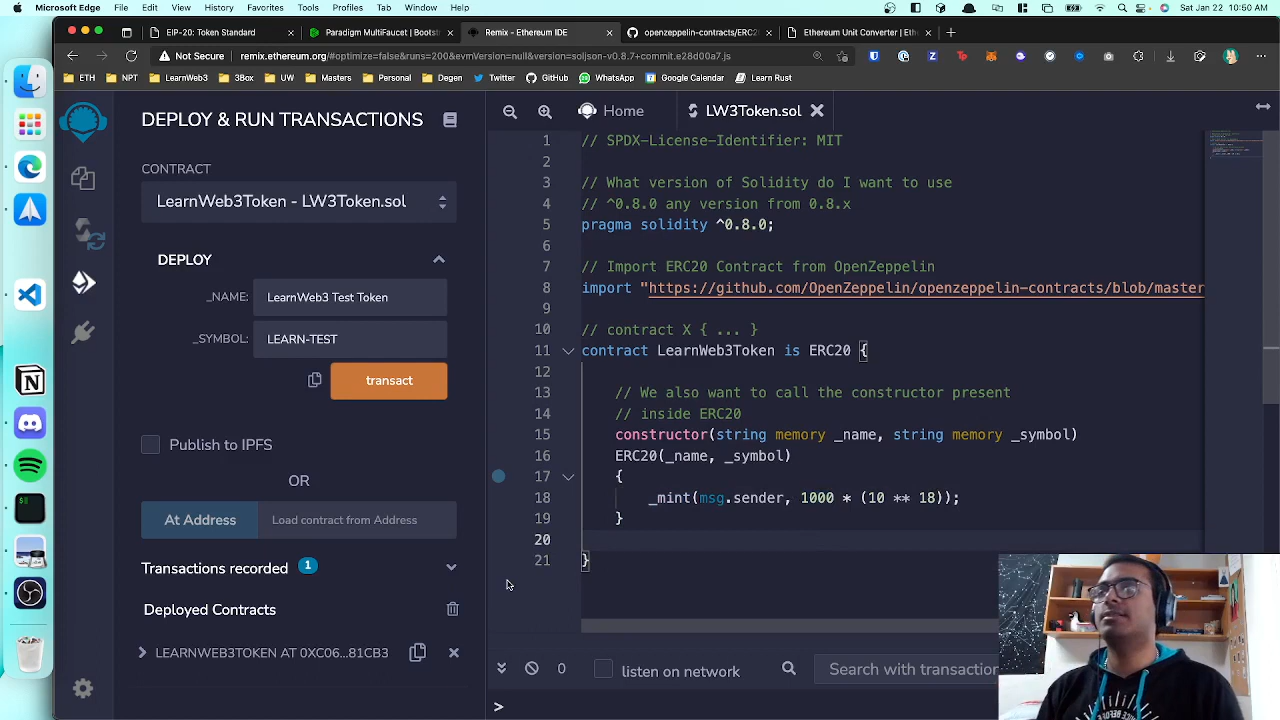 Microsoft Edge File Edit View History Favorites Tools Profiles Tab Window Help Sat Jan 22 10:50 AM
EIP-20: Token Standard
Paradigm MultiFaucet | Bootstr
Remix - Ethereum IDE
openzeppelin-contracts/ERC2
Ethereum Unit Converter | Eth
Not Secure remix.ethereum.org/#optimize=false&runs=200&evmVersion=null&version=soljson-v0.8.7+commit.e28d00a7.js
ETH NPT LearnWeb3 3Box UW Masters Personal Degen Twitter GitHub WhatsApp Google Calendar Learn Rust
DEPLOY & RUN TRANSACTIONS
CONTRACT
LearnWeb3Token - LW3Token.sol
DEPLOY
_NAME: LearnWeb3 Test Token
_SYMBOL: LEARN-TEST
transact
Publish to IPFS
OR
At Address Load contract from Address
Transactions recorded 1
Deployed Contracts
LEARNWEB3TOKEN AT 0XC06...81CB3
Home LW3Token.sol
1 // SPDX-License-Identifier: MIT
2
3 // What version of Solidity do I want to use
4 // ^0.8.0 any version from 0.8.x
5 pragma solidity ^0.8.0;
6
7 // Import ERC20 Contract from OpenZeppelin
8 import "https://github.com/OpenZeppelin/openzeppelin-contracts/blob/master
9
10 // contract X { ... }
11 contract LearnWeb3Token is ERC20 {
12
13 // We also want to call the constructor present
14 // inside ERC20
15 constructor(string memory _name, string memory _symbol)
16 ERC20(_name, _symbol)
17 {
18 _mint(msg.sender, 1000 * (10 ** 18));
19 }
20
21 }
0 listen on network Search with transaction
>